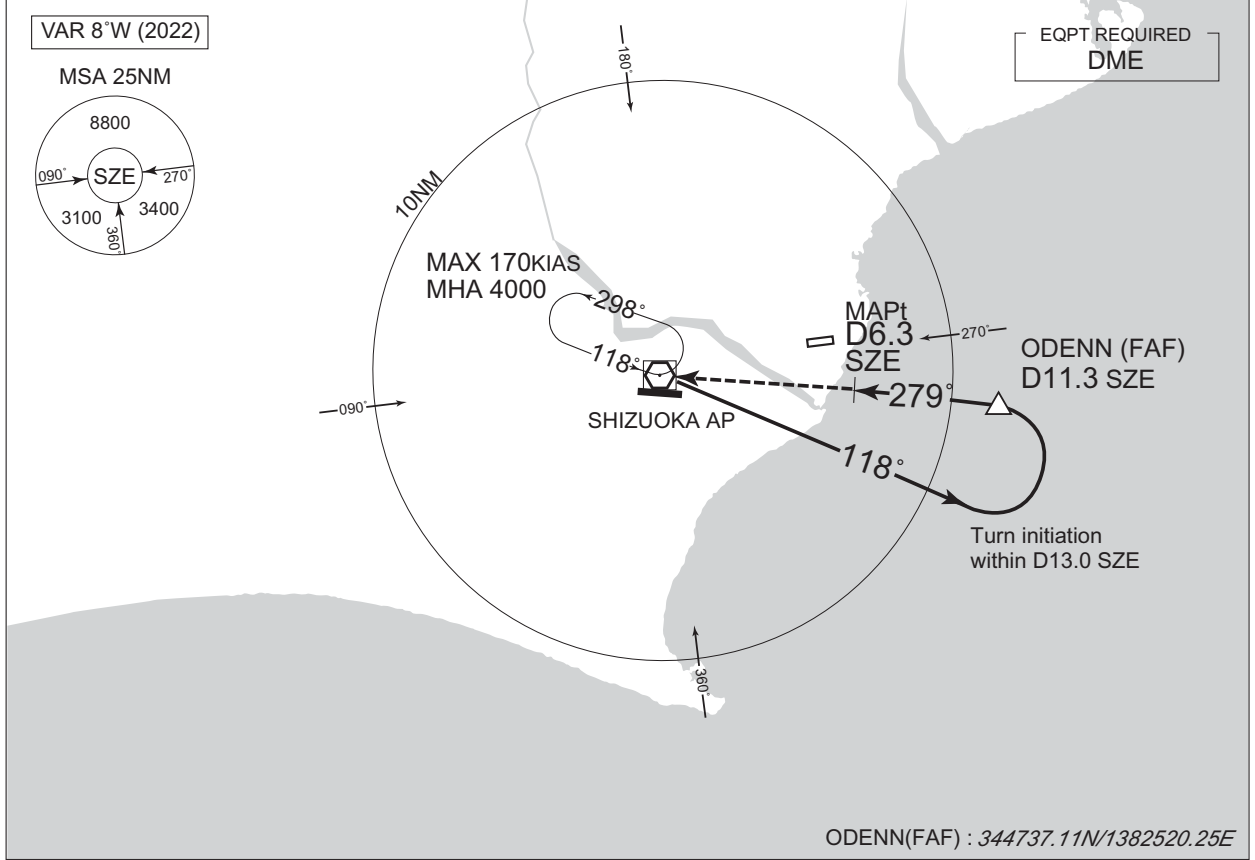 VAR 8°W (2022)
MSA 25NM
8800
090°
SZE
270°
3100
3400
360°
180°
EQPT REQUIRED
DME
10NM
MAX 170KIAS
MHA 4000
298°
118°
MAPt
D6.3
SZE
270°
ODENN (FAF)
D11.3 SZE
279°
090°
SHIZUOKA AP
118°
Turn initiation
within D13.0 SZE
360°
ODENN(FAF) : 344737.11N/1382520.25E